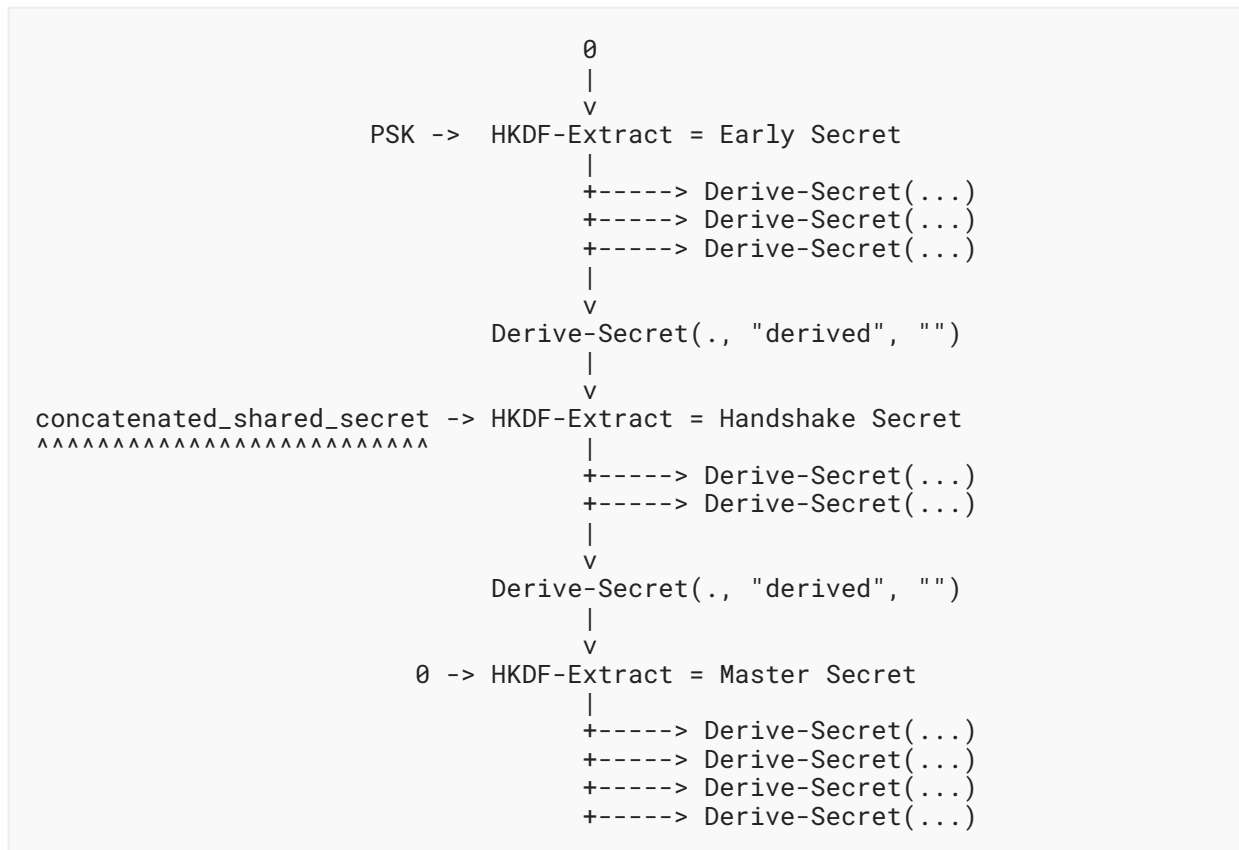 0
|
v
PSK ->  HKDF-Extract = Early Secret
|
+-----> Derive-Secret(...)
+-----> Derive-Secret(...)
+-----> Derive-Secret(...)
|
v
Derive-Secret(., "derived", "")
|
v
concatenated_shared_secret -> HKDF-Extract = Handshake Secret
^^^^^^^^^^^^^^^^^^^^^^^^^^ |
+-----> Derive-Secret(...)
+-----> Derive-Secret(...)
|
v
Derive-Secret(., "derived", "")
|
v
0 -> HKDF-Extract = Master Secret
|
+-----> Derive-Secret(...)
+-----> Derive-Secret(...)
+-----> Derive-Secret(...)
+-----> Derive-Secret(...)